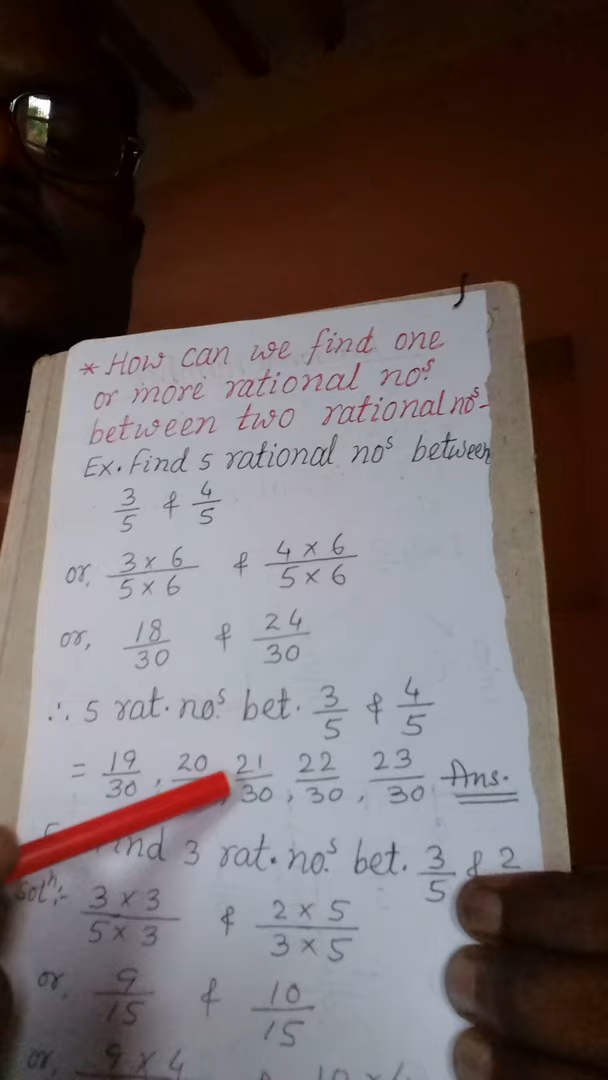 * How can we find one
or more rational no.s
between two rational nos-
Ex. Find 5 rational nos between
3/5 & 4/5
or, 3 x 6 / 5 x 6 & 4 x 6 / 5 x 6
or, 18/30 & 24/30
∴ 5 rat. no.s bet. 3/5 & 4/5
= 19/30, 20, 21/30, 22/30, 23/30 Ans.
3 rat. no.s bet. 3/5 & 2
Soln:- 3 x 3 / 5 x 3 & 2 x 5 / 3 x 5
or, 9/15 & 10/15
or, 9 x 4